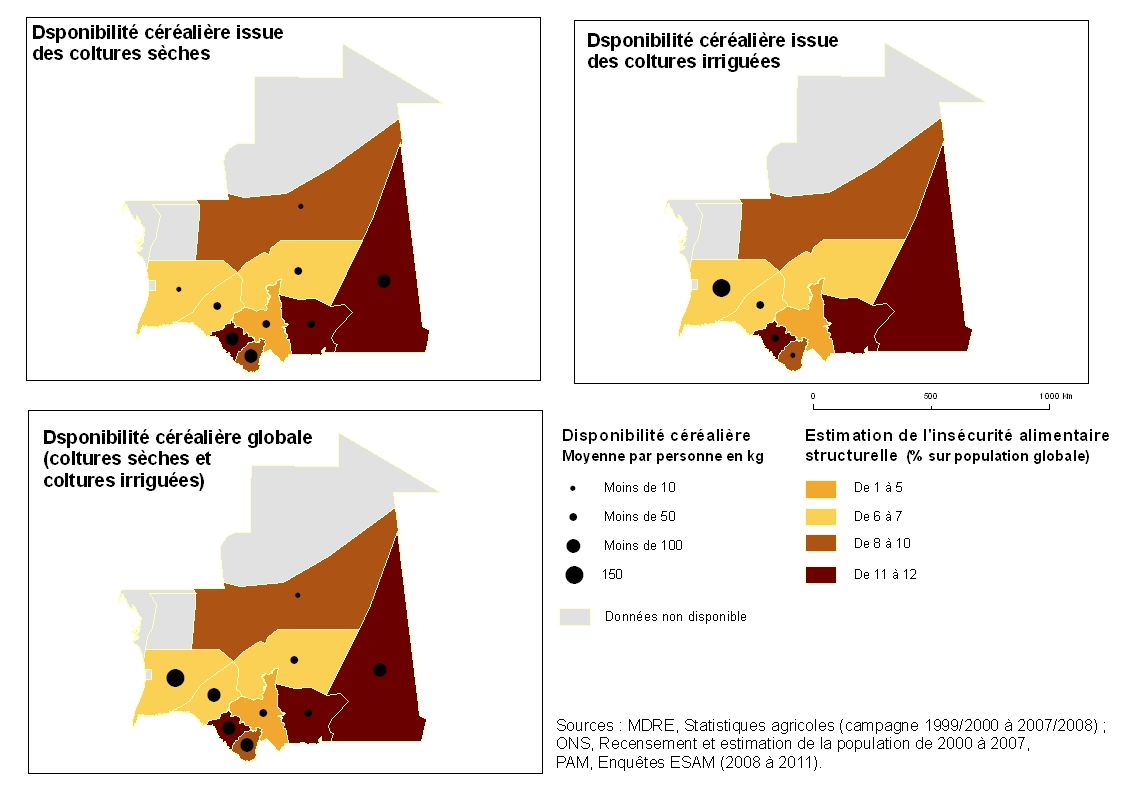 Dsponibilité céréalière issue
des coltures sèches
Dsponibilité céréalière issue
des coltures irriguées
Dsponibilité céréalière globale
(coltures sèches et
coltures irriguées)
0 500 1000 Km
Disponibilité céréalière
Moyenne par personne en kg
Moins de 10
Moins de 50
Moins de 100
150
Données non disponible
Estimation de l'insécurité alimentaire
structurelle (% sur population globale)
De 1 à 5
De 6 à 7
De 8 à 10
De 11 à 12
Sources : MDRE, Statistiques agricoles (campagne 1999/2000 à 2007/2008) ;
ONS, Recensement et estimation de la population de 2000 à 2007,
PAM, Enquêtes ESAM (2008 à 2011).